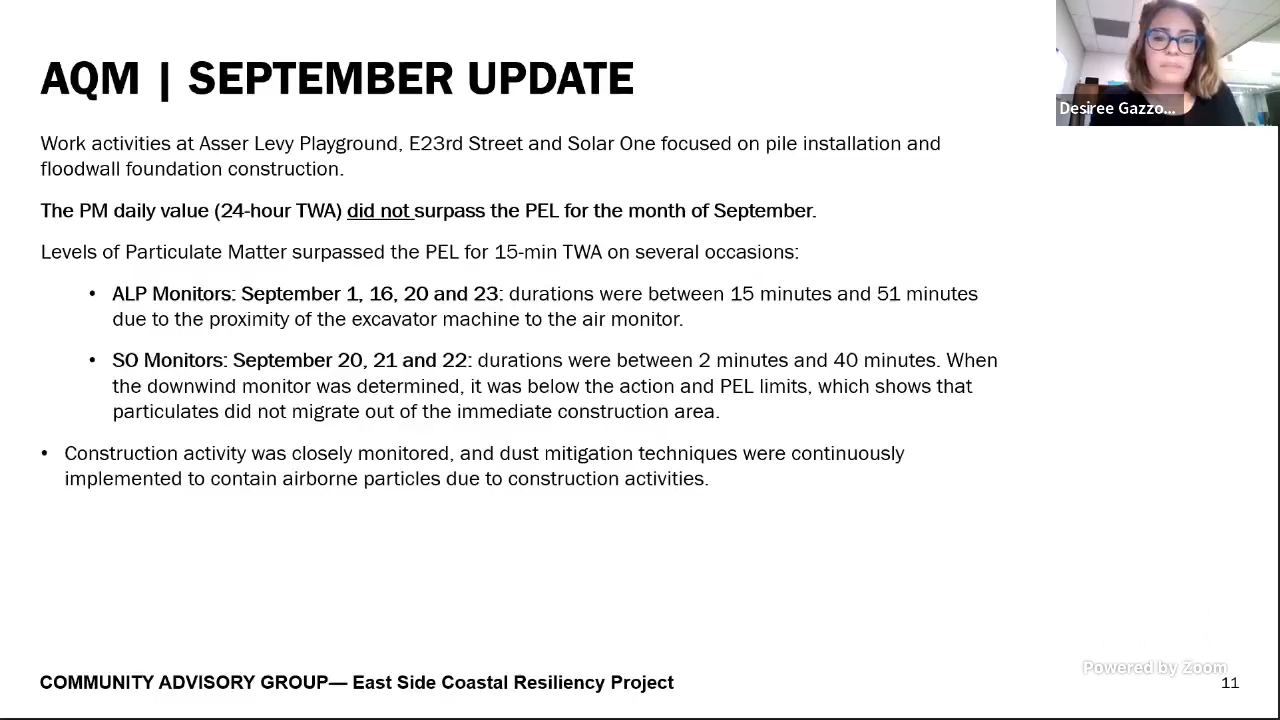 AQM | SEPTEMBER UPDATE
Desiree Gazzo...
Work activities at Asser Levy Playground, E23rd Street and Solar One focused on pile installation and
floodwall foundation construction.
The PM daily value (24-hour TWA) did not surpass the PEL for the month of September.
Levels of Particulate Matter surpassed the PEL for 15-min TWA on several occasions:
• ALP Monitors: September 1, 16, 20 and 23: durations were between 15 minutes and 51 minutes
due to the proximity of the excavator machine to the air monitor.
• SO Monitors: September 20, 21 and 22: durations were between 2 minutes and 40 minutes. When
the downwind monitor was determined, it was below the action and PEL limits, which shows that
particulates did not migrate out of the immediate construction area.
• Construction activity was closely monitored, and dust mitigation techniques were continuously
implemented to contain airborne particles due to construction activities.
Powered by Zoom
COMMUNITY ADVISORY GROUP— East Side Coastal Resiliency Project
11